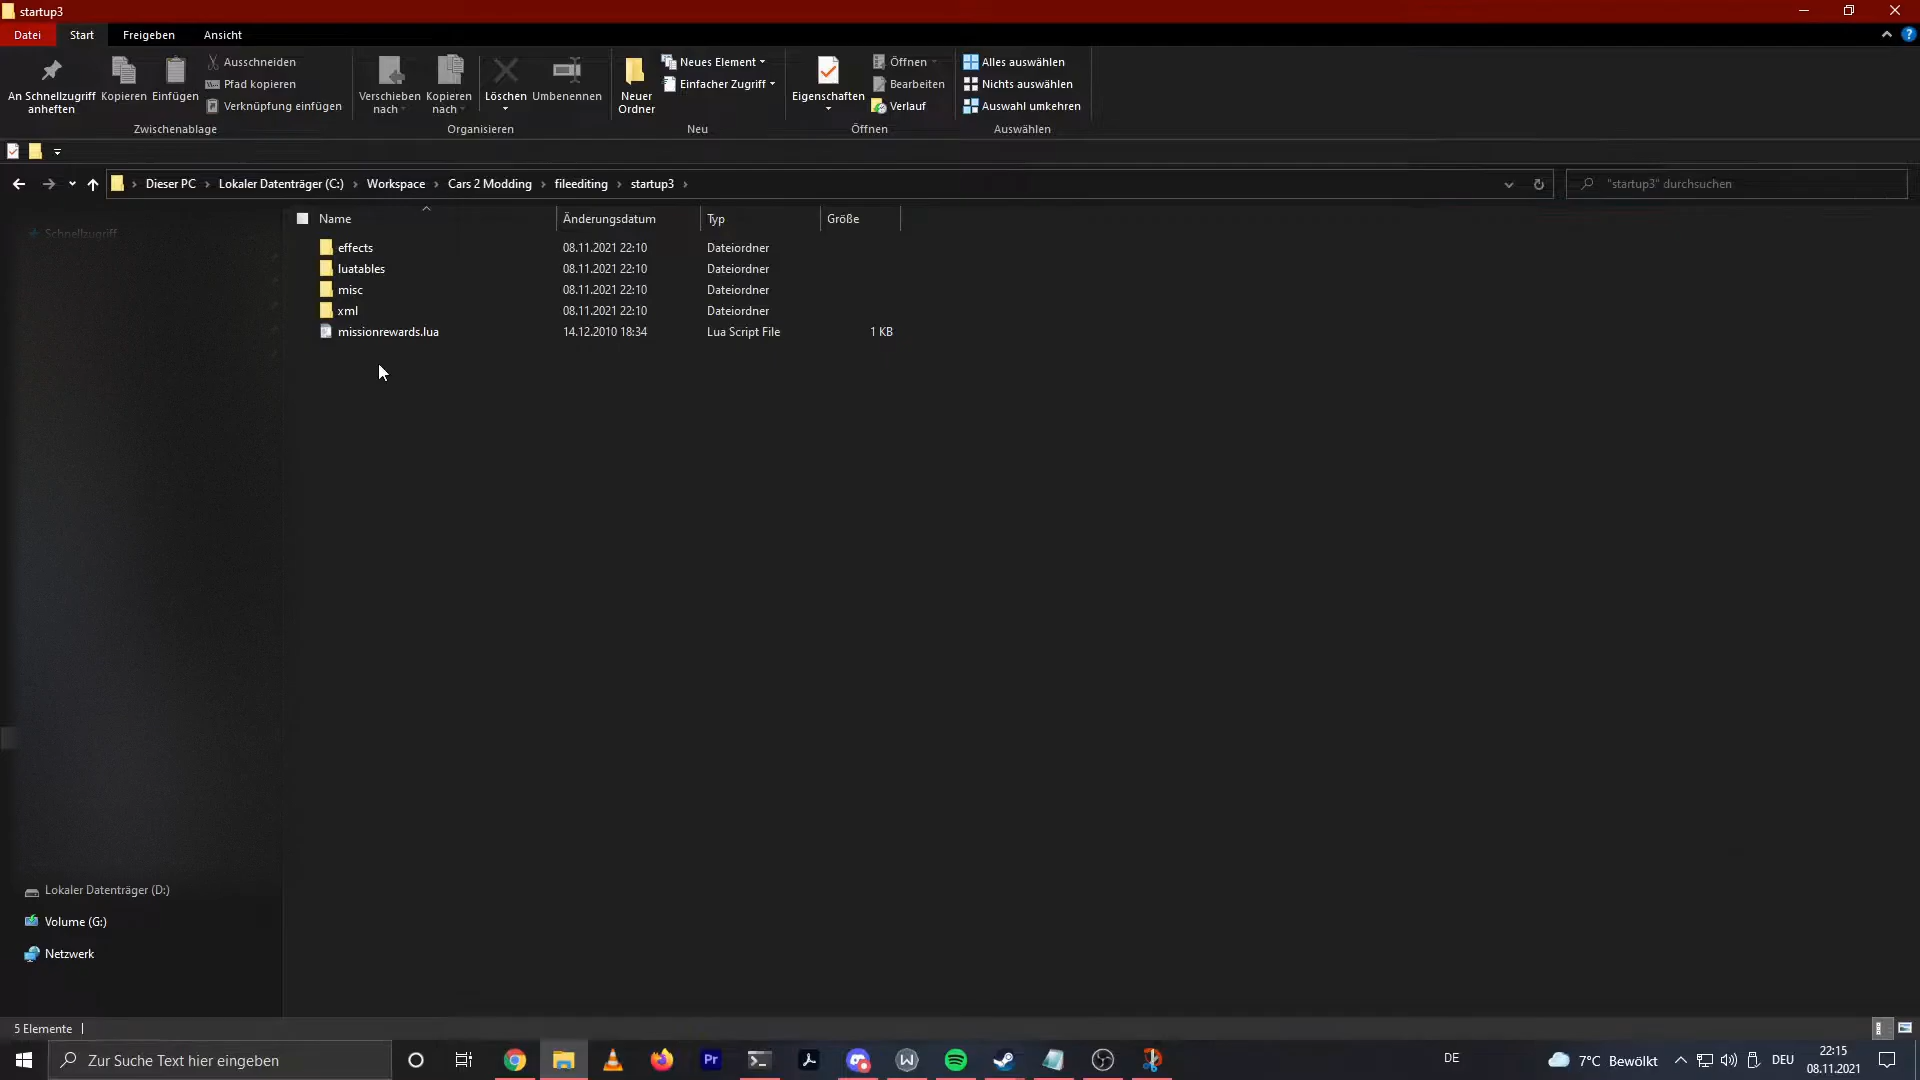 startup3
Datei Start Freigeben Ansicht
An Schnellzugriff anheften
Kopieren
Einfügen
Ausschneiden
Pfad kopieren
Verknüpfung einfügen
Zwischenablage
Verschieben nach
Kopieren nach
Löschen
Umbenennen
Organisieren
Neuer Ordner
Neues Element
Einfacher Zugriff
Neu
Eigenschaften
Öffnen
Bearbeiten
Verlauf
Öffnen
Alles auswählen
Nichts auswählen
Auswahl umkehren
Auswählen
Dieser PC › Lokaler Datenträger (C:) › Workspace › Cars 2 Modding › fileediting › startup3 ›
"startup3" durchsuchen
Schnellzugriff
Name Änderungsdatum Typ Größe
effects 08.11.2021 22:10 Dateiordner
luatables 08.11.2021 22:10 Dateiordner
misc 08.11.2021 22:10 Dateiordner
xml 08.11.2021 22:10 Dateiordner
missionrewards.lua 14.12.2010 18:34 Lua Script File 1 KB
Lokaler Datenträger (D:)
Volume (G:)
Netzwerk
5 Elemente
Zur Suche Text hier eingeben
Pr
W
DE
7°C Bewölkt
DEU
22:15
08.11.2021